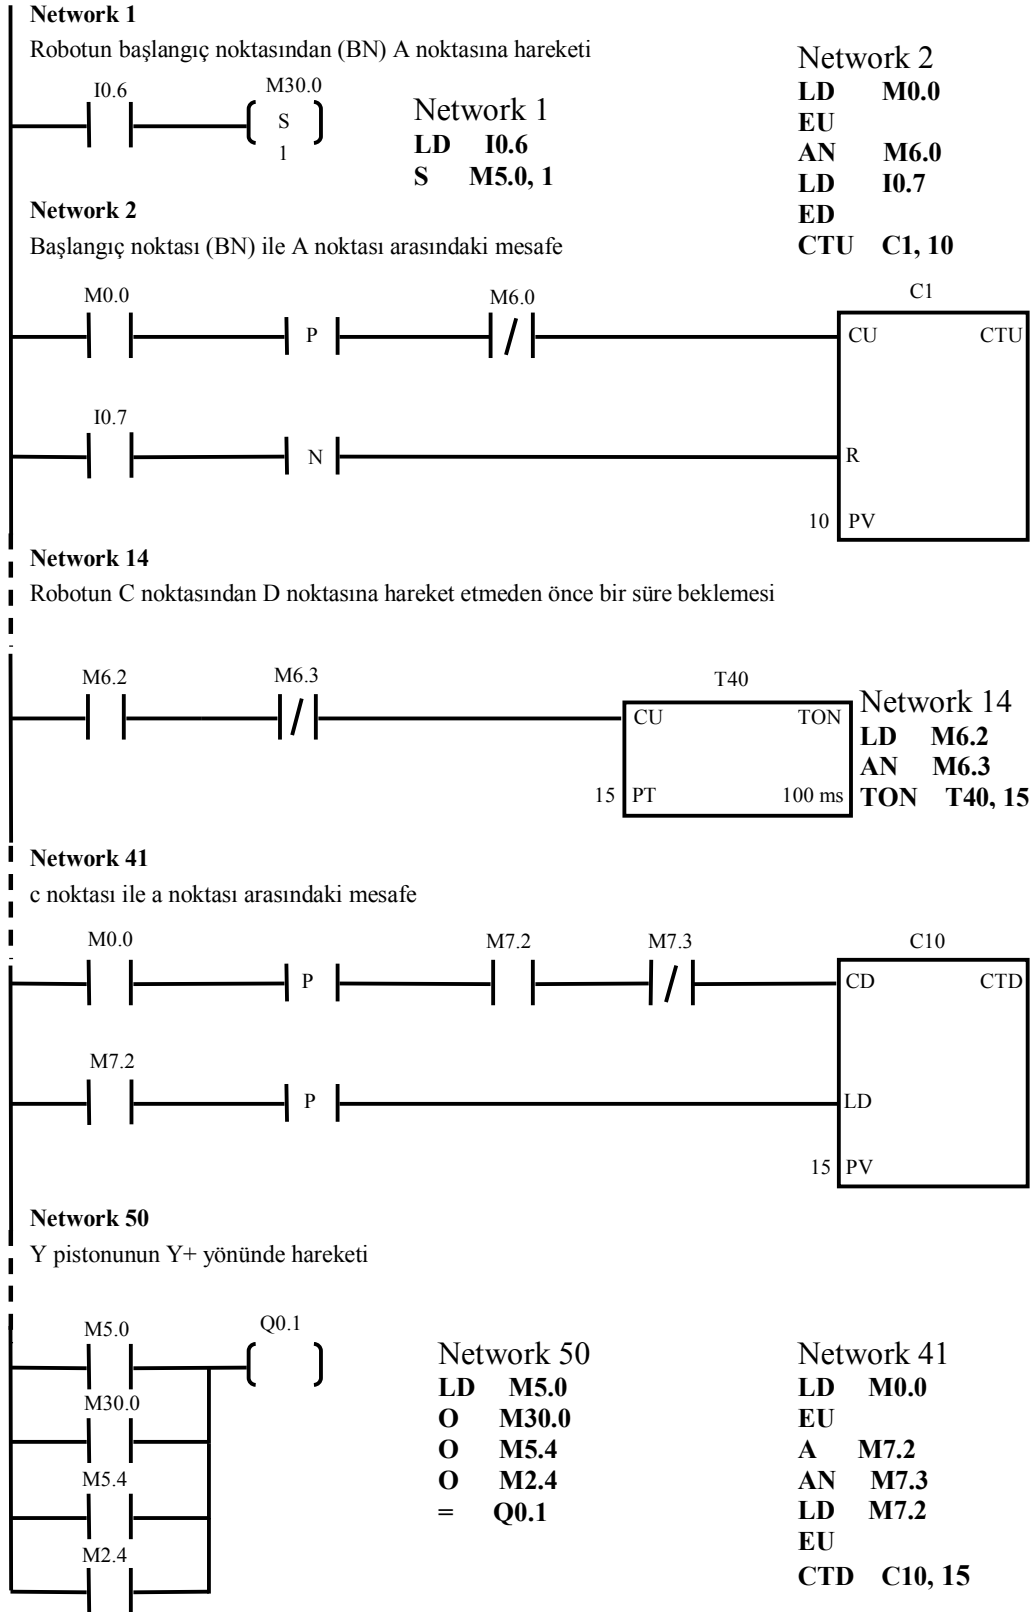 Network 1
Robotun başlangıç noktasından (BN) A noktasına hareketi
I0.6
M30.0
S
1
Network 1
LD I0.6
S M5.0, 1
Network 2
LD M0.0
EU
AN M6.0
LD I0.7
ED
CTU C1, 10
Network 2
Başlangıç noktası (BN) ile A noktası arasındaki mesafe
M0.0
P
M6.0
C1
CU CTU
I0.7
N
R
10 PV
Network 14
Robotun C noktasından D noktasına hareket etmeden önce bir süre beklemesi
M6.2
M6.3
T40
CU TON
15 PT 100 ms
Network 14
LD M6.2
AN M6.3
TON T40, 15
Network 41
c noktası ile a noktası arasındaki mesafe
M0.0
P
M7.2
M7.3
C10
CD CTD
M7.2
P
LD
15 PV
Network 50
Y pistonunun Y+ yönünde hareketi
M5.0
Q0.1
M30.0
M5.4
M2.4
Network 50
LD M5.0
O M30.0
O M5.4
O M2.4
= Q0.1
Network 41
LD M0.0
EU
A M7.2
AN M7.3
LD M7.2
EU
CTD C10, 15